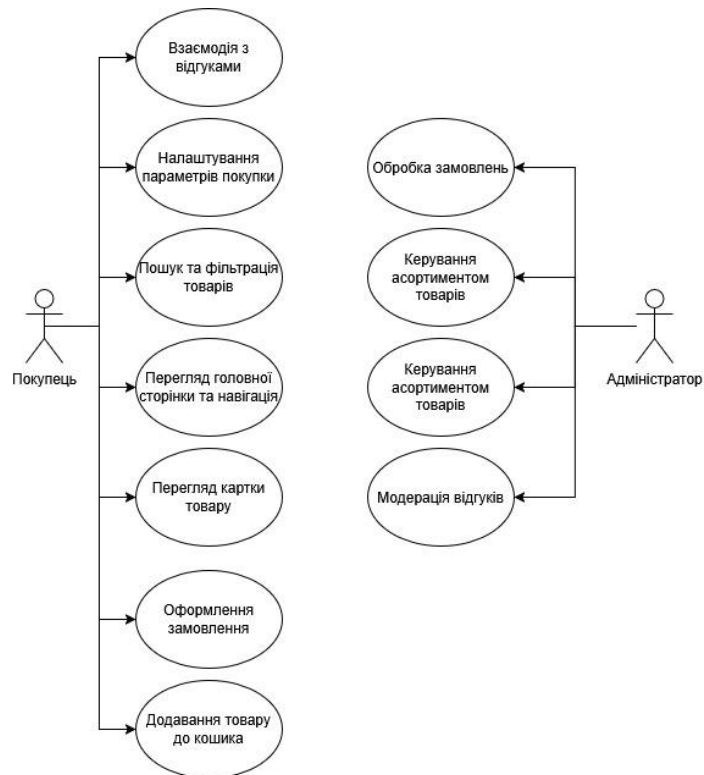 Взаємодія з
відгуками
Налаштування
параметрів покупки
Пошук та фільтрація
товарів
Покупець
Перегляд головної
сторінки та навігація
Перегляд картки
товару
Оформлення
замовлення
Додавання товару
до кошика
Обробка замовлень
Керування
асортиментом
товарів
Керування
асортиментом
товарів
Модерація відгуків
Адміністратор